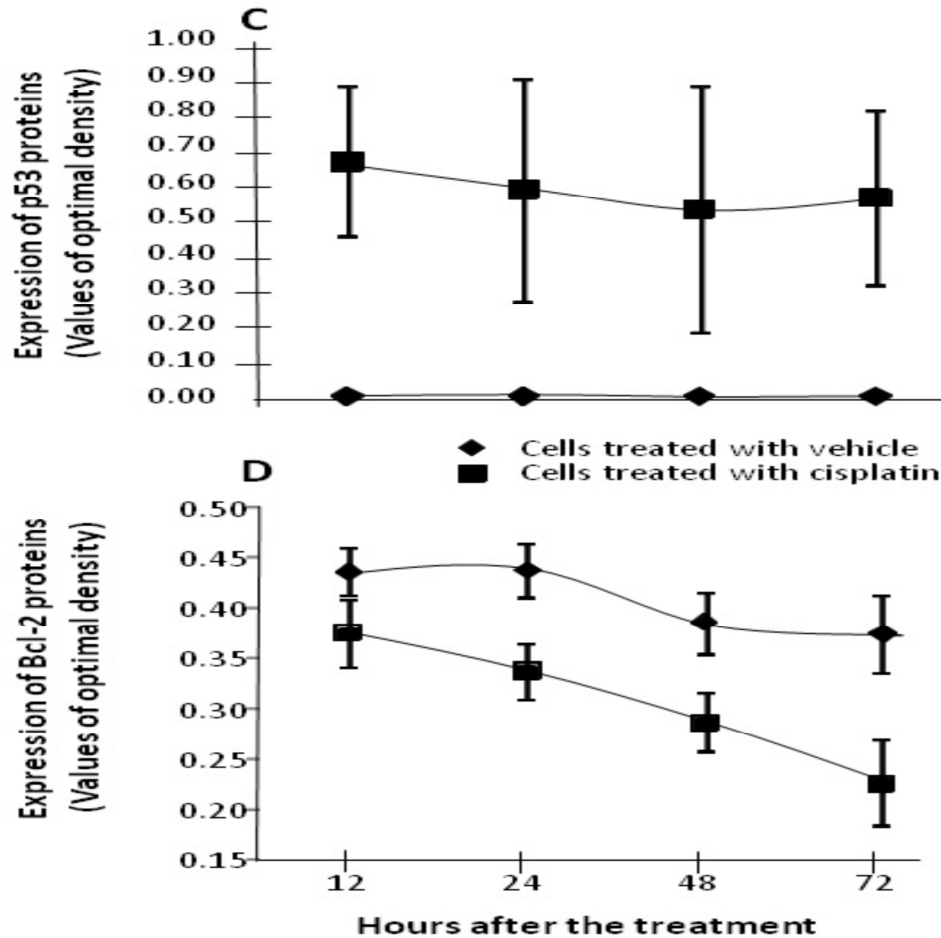 C
Expression of p53 proteins
(Values of optimal density)
1.00
0.90
0.80
0.70
0.60
0.50
0.40
0.30
0.20
0.10
0.00
Cells treated with vehicle
Cells treated with cisplatin
D
Expression of Bcl-2 proteins
(Values of optimal density)
0.50
0.45
0.40
0.35
0.30
0.25
0.20
0.15
12 24 48 72
Hours after the treatment